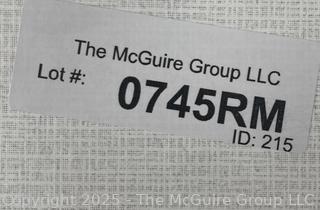 The McGuire Group LLC
Lot #: 0745RM
ID: 215
Copyright 2025 - The McGuire Group LLC